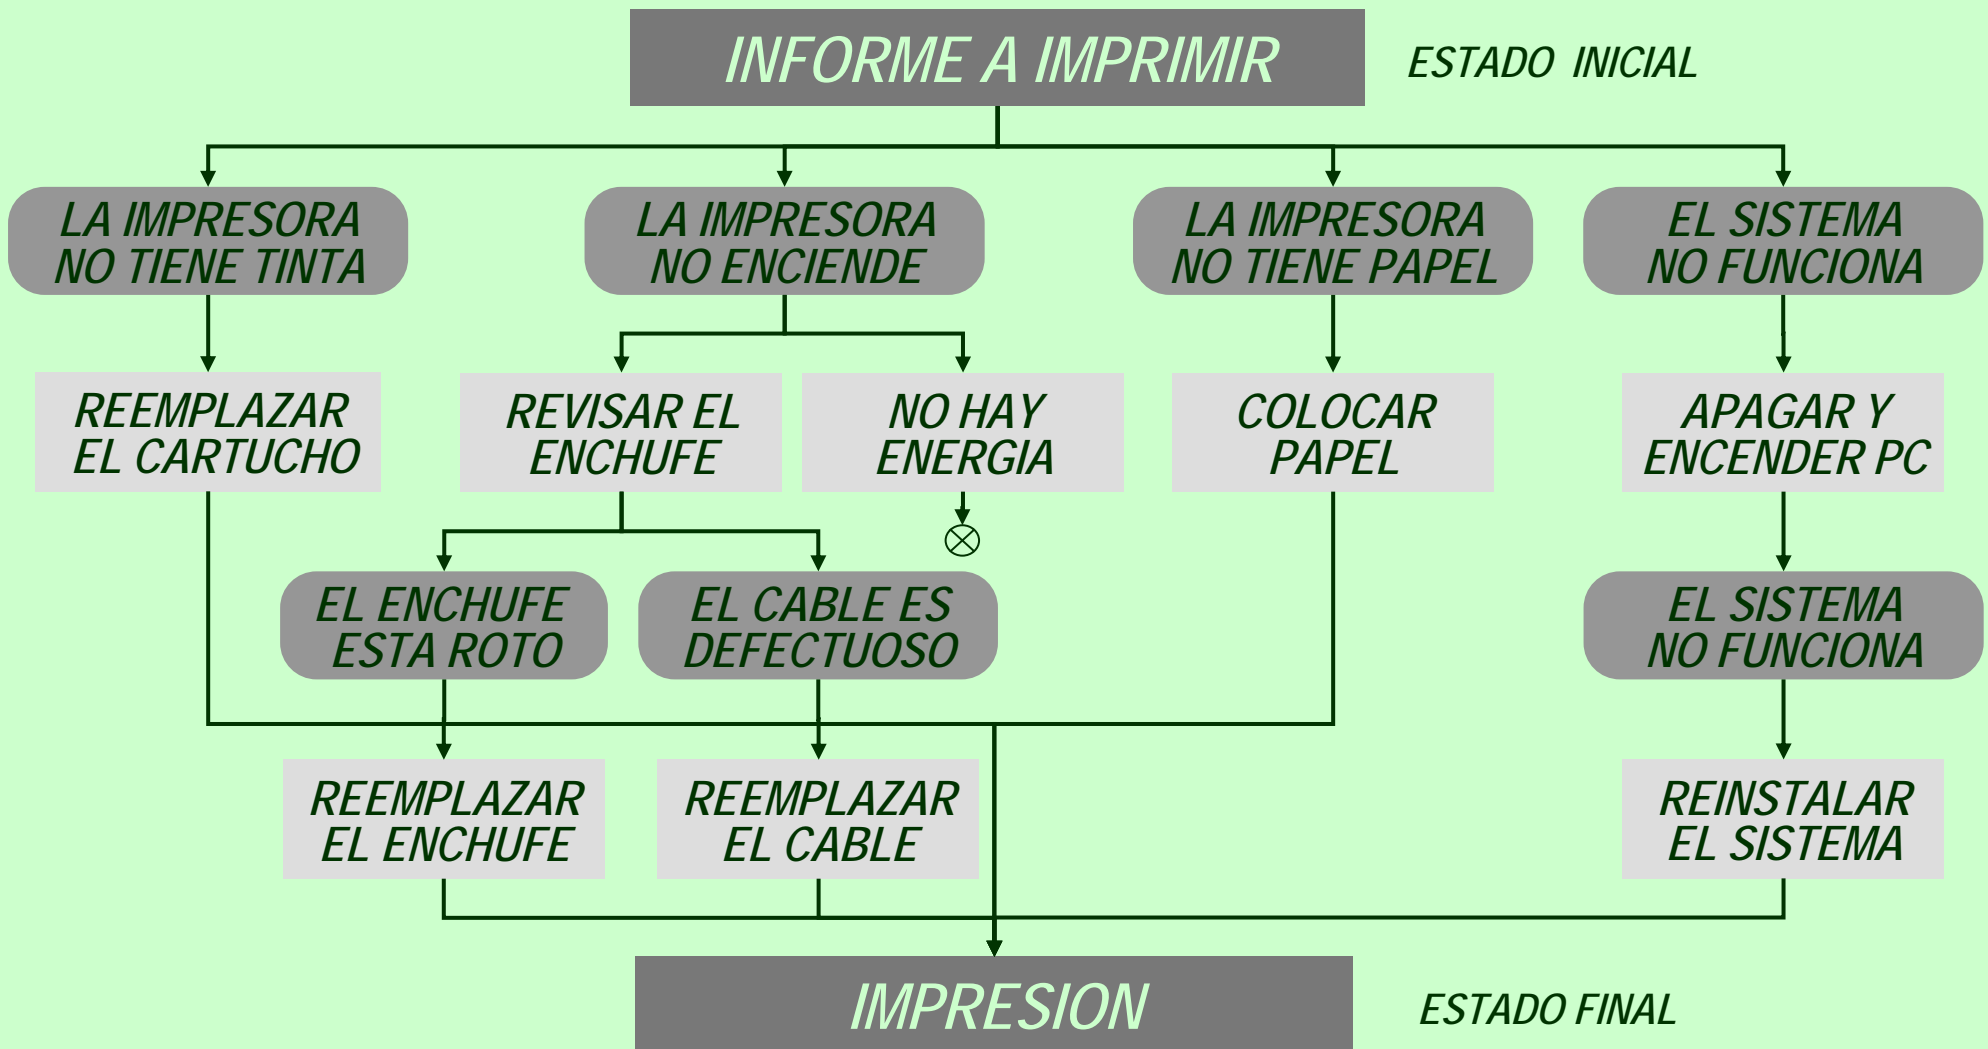 INFORME A IMPRIMIR
ESTADO INICIAL
LA IMPRESORA
NO TIENE TINTA
LA IMPRESORA
NO ENCIENDE
LA IMPRESORA
NO TIENE PAPEL
EL SISTEMA
NO FUNCIONA
REEMPLAZAR
EL CARTUCHO
REVISAR EL
ENCHUFE
NO HAY
ENERGIA
COLOCAR
PAPEL
APAGAR Y
ENCENDER PC
EL ENCHUFE
ESTA ROTO
EL CABLE ES
DEFECTUOSO
EL SISTEMA
NO FUNCIONA
REEMPLAZAR
EL ENCHUFE
REEMPLAZAR
EL CABLE
REINSTALAR
EL SISTEMA
IMPRESION
ESTADO FINAL